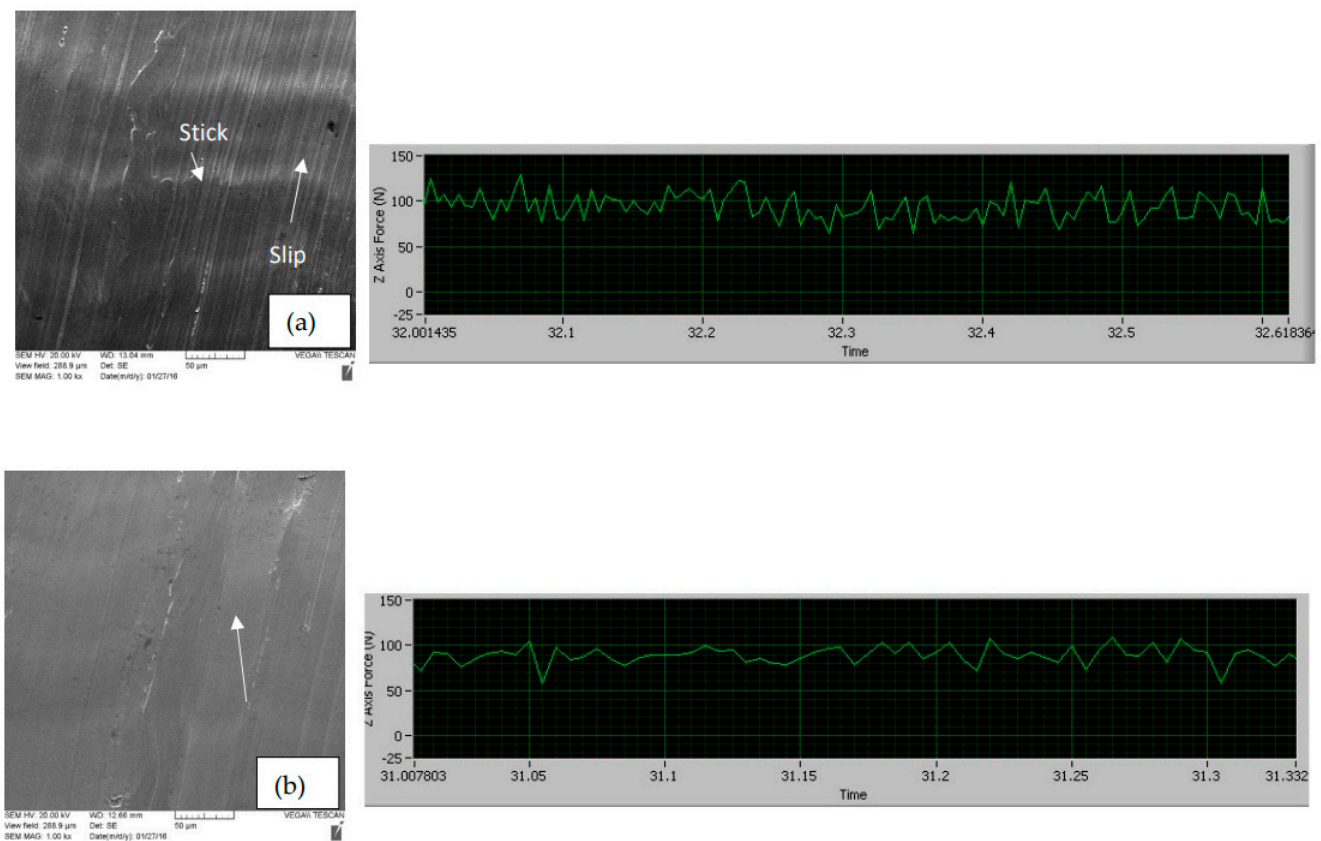 Stick
Slip
(a)
SEM HV: 20.00 kV WD: 13.04 mm VEGA\\ TESCAN
View field: 288.9 µm Det: SE 50 µm
SEM MAG: 1.00 kx Date(m/d/y): 01/27/16
Z Axis Force (N)
150
100
50
0
-25
32.001435 32.1 32.2 32.3 32.4 32.5 32.618364
Time
(b)
SEM HV: 20.00 kV WD: 12.66 mm VEGA\\ TESCAN
View field: 288.9 µm Det: SE 50 µm
SEM MAG: 1.00 kx Date(m/d/y): 01/27/16
Z Axis Force (N)
150
100
50
0
-25
31.007803 31.05 31.1 31.15 31.2 31.25 31.3 31.332
Time